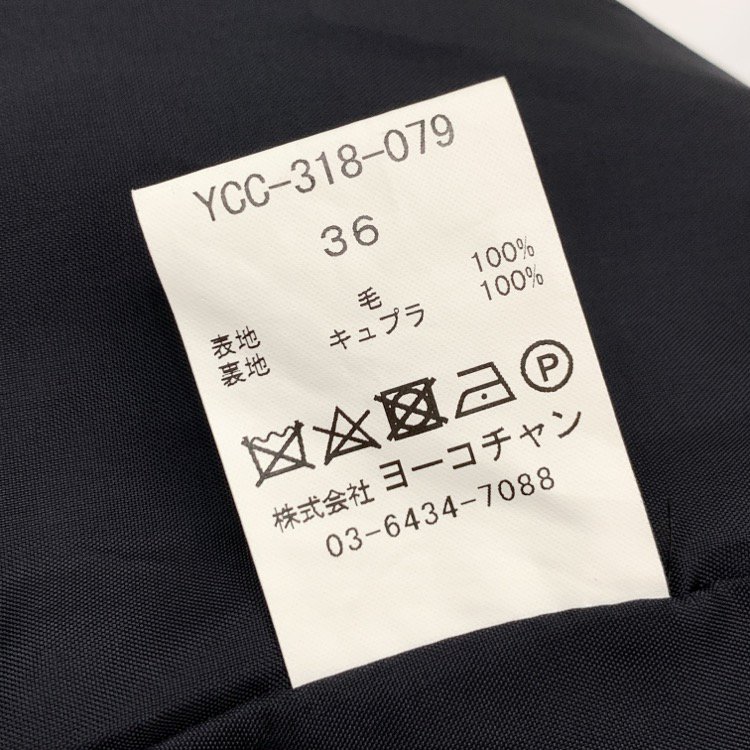 YCC-318-079
36
表地 毛 100%
裏地 キュプラ 100%
P
株式会社 ヨーコチャン
03-6434-7088